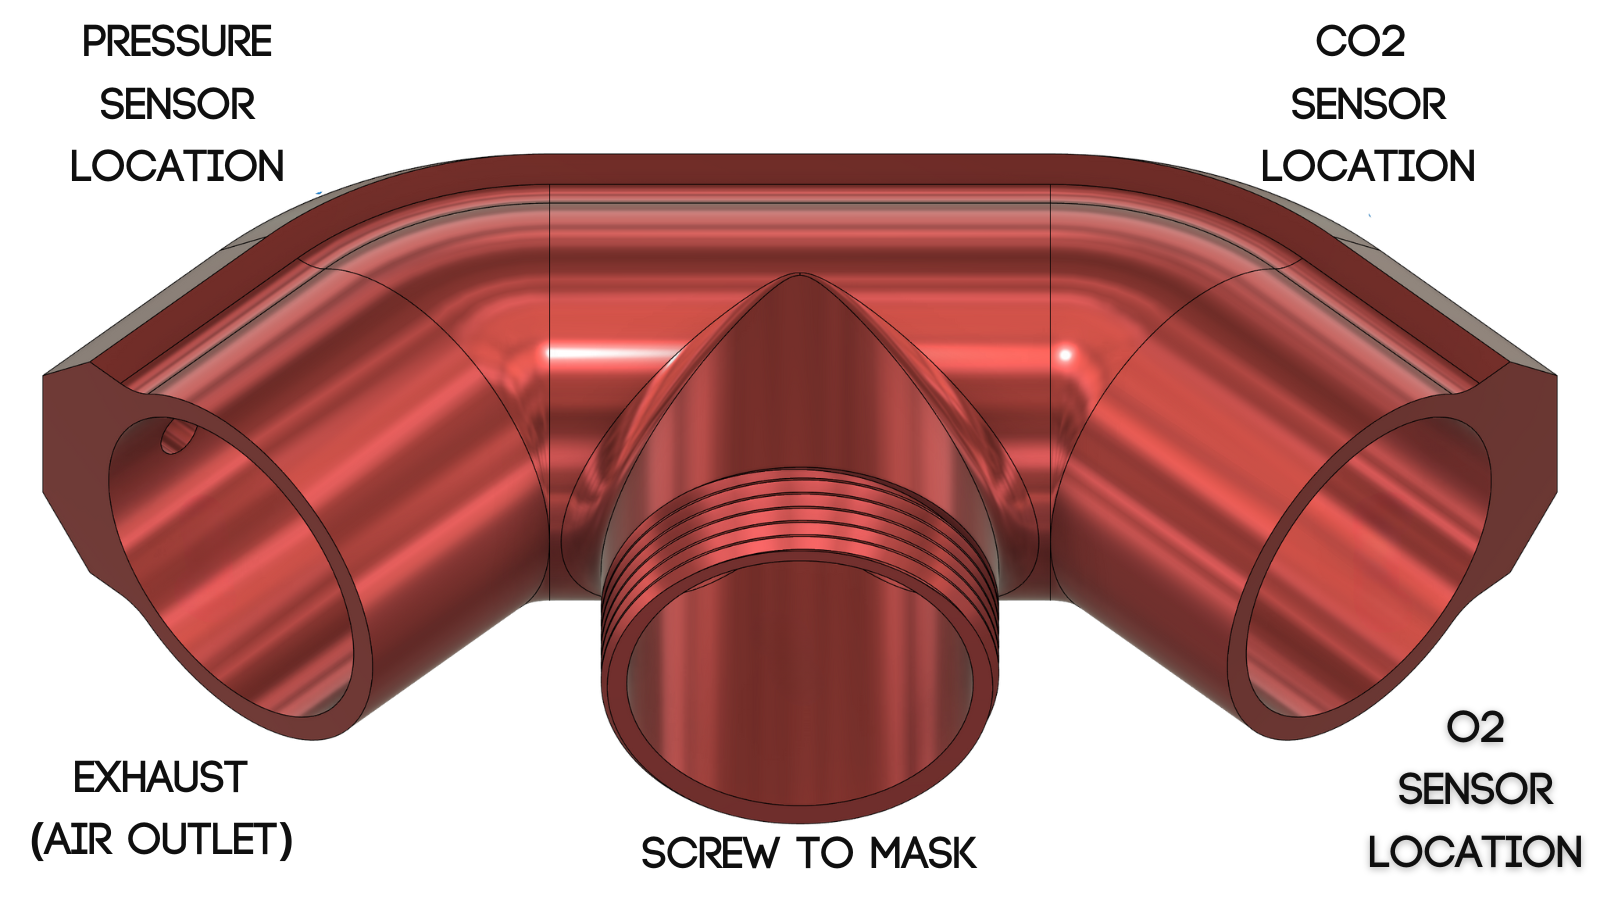 PRESSURE
SENSOR
LOCATION
CO2
SENSOR
LOCATION
EXHAUST
(AIR OUTLET)
SCREW TO MASK
O2
SENSOR
LOCATION